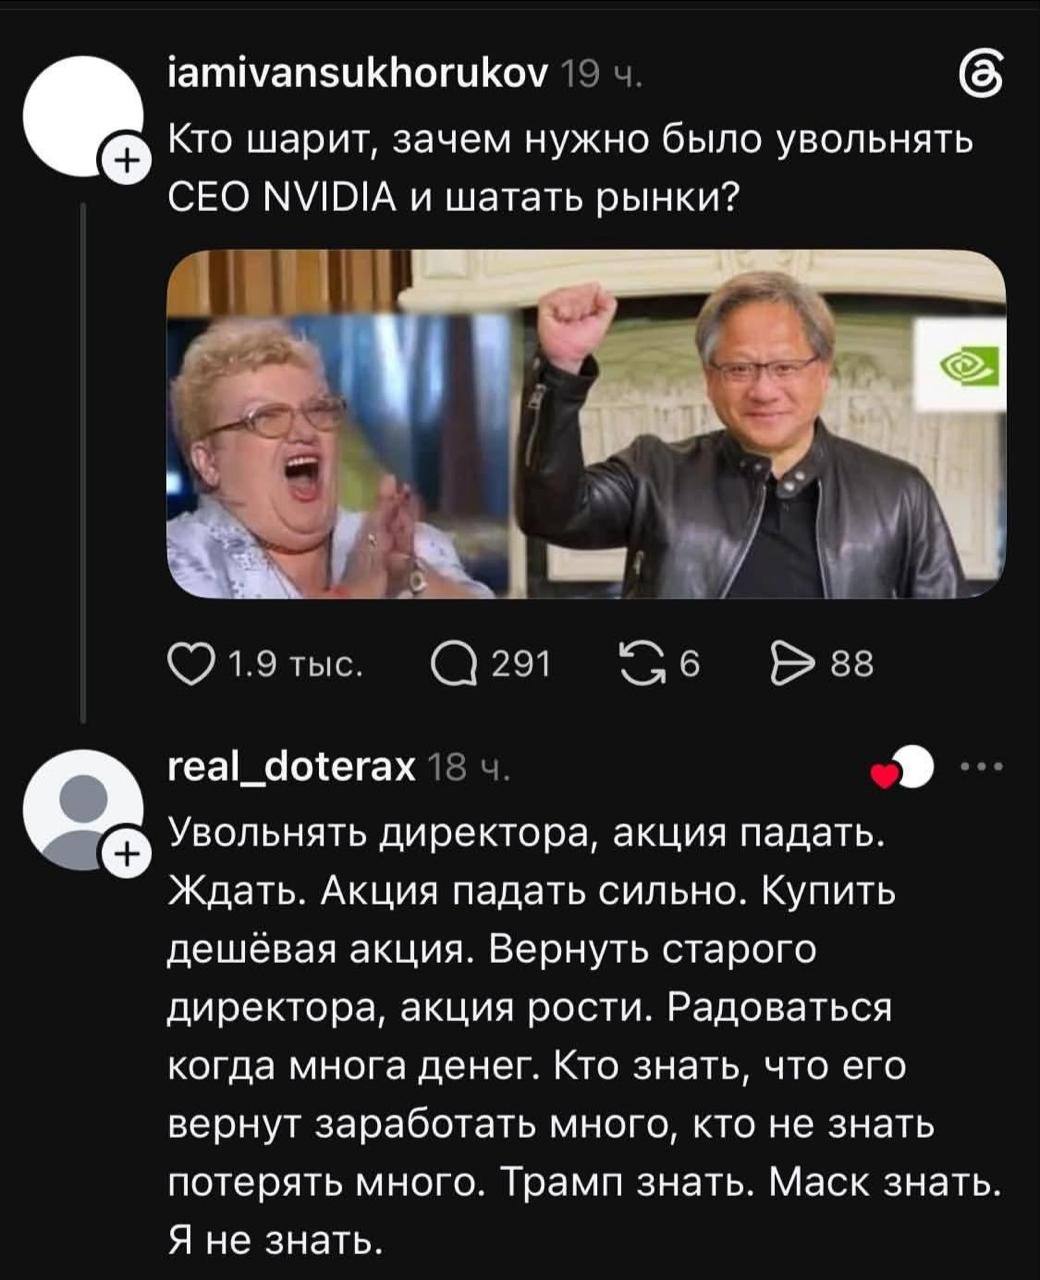 iamivansukhorukov 19 ч.
Кто шарит, зачем нужно было увольнять
CEO NVIDIA и шатать рынки?
1.9 тыс. 291 6 88
real_doterax 18 ч.
Увольнять директора, акция падать.
Ждать. Акция падать сильно. Купить
дешёвая акция. Вернуть старого
директора, акция рости. Радоваться
когда многа денег. Кто знать, что его
вернут заработать много, кто не знать
потерять много. Трамп знать. Маск знать.
Я не знать.